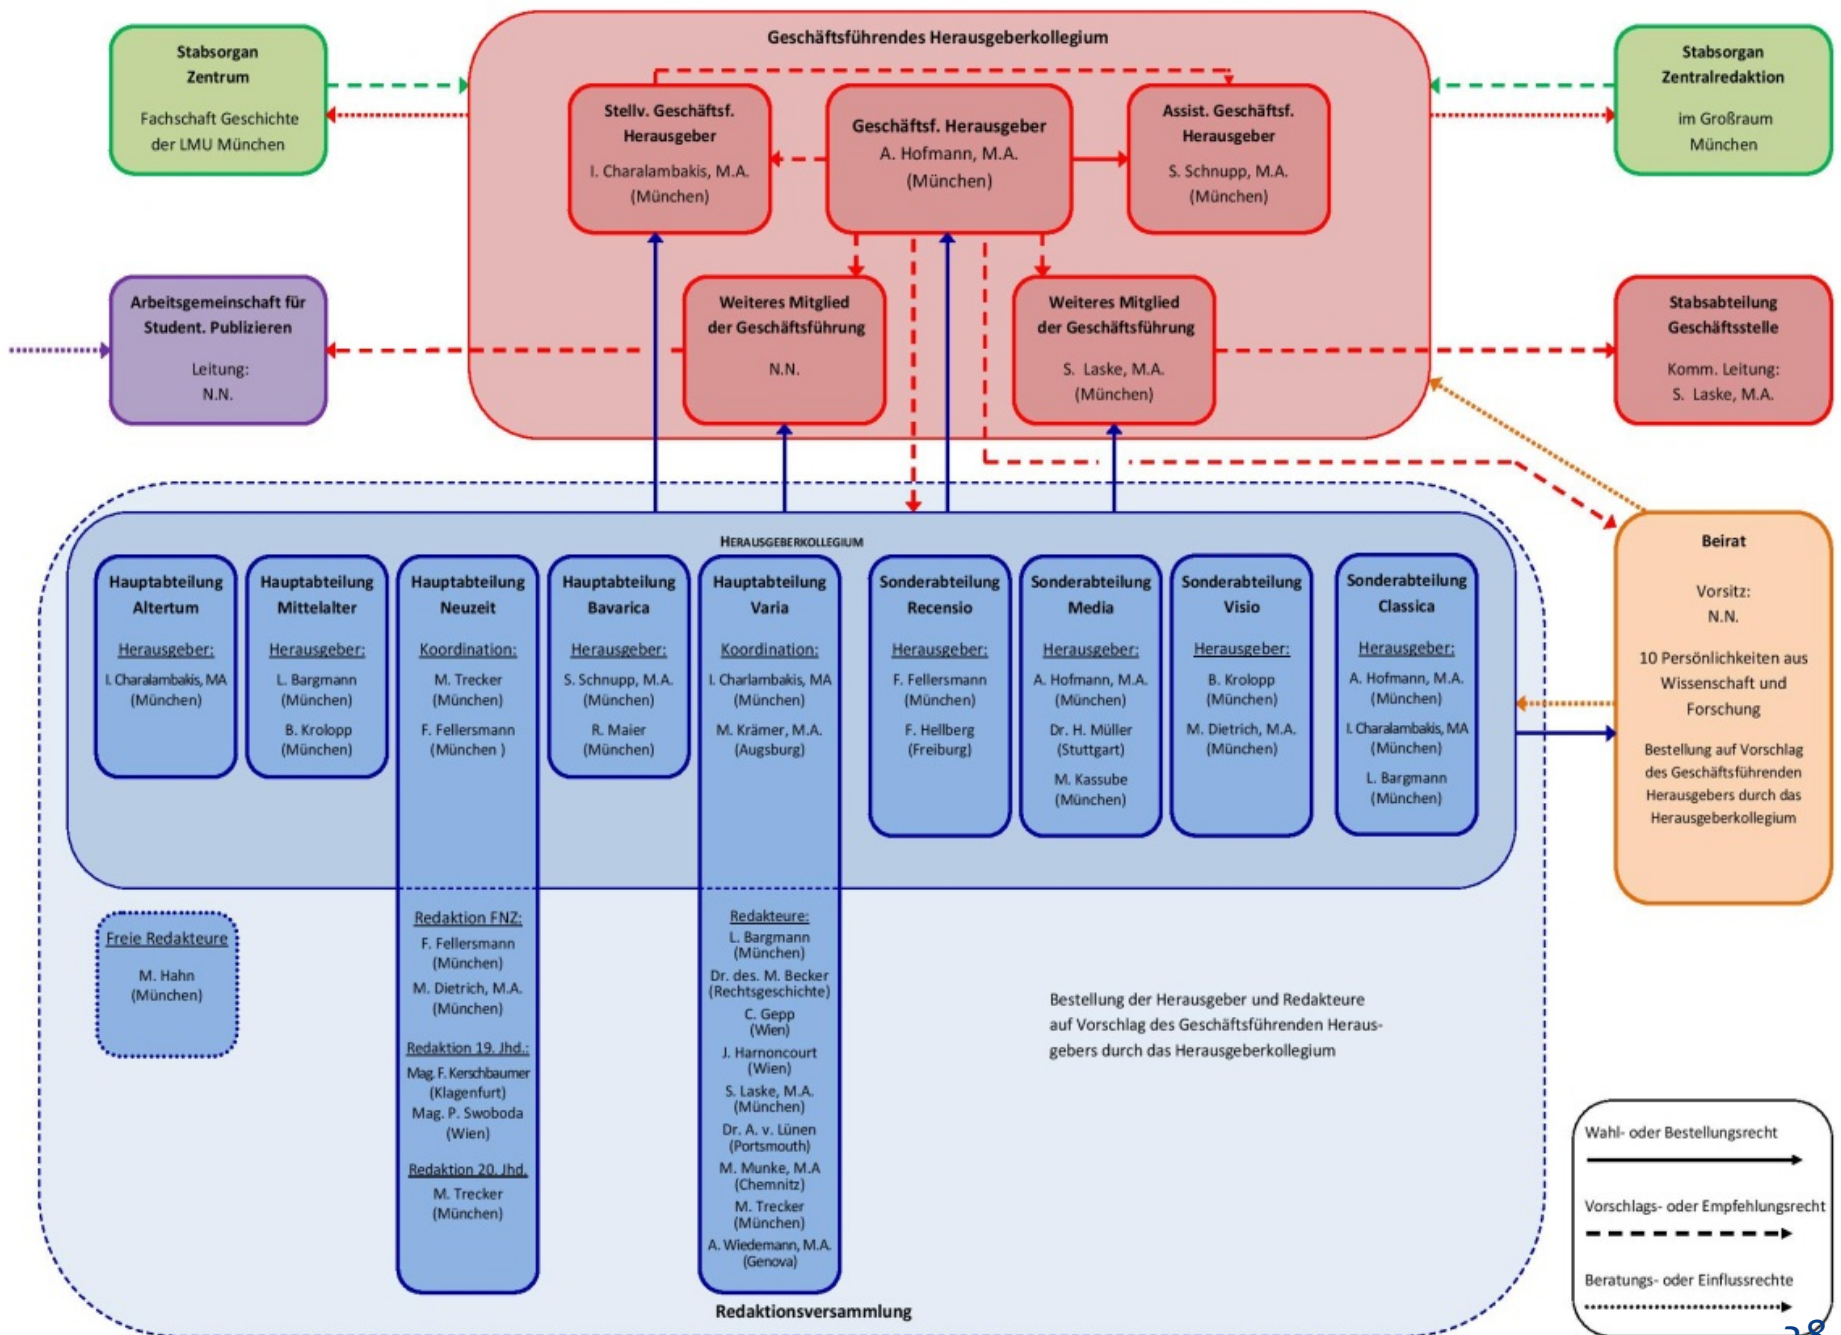 Geschäftsführendes Herausgeberkollegium
Stabsorgan
Zentrum
Fachschaft Geschichte
der LMU München
Stellv. Geschäftsf.
Herausgeber
I. Charalambakis, M.A.
(München)
Geschäftsf. Herausgeber
A. Hofmann, M.A.
(München)
Assist. Geschäftsf.
Herausgeber
S. Schnupp, M.A.
(München)
Stabsorgan
Zentralredaktion
im Großraum
München
Arbeitsgemeinschaft für
Student. Publizieren
Leitung:
N.N.
Weiteres Mitglied
der Geschäftsführung
N.N.
Weiteres Mitglied
der Geschäftsführung
S. Laske, M.A.
(München)
Stabsabteilung
Geschäftsstelle
Komm. Leitung:
S. Laske, M.A.
HERAUSGEBERKOLLEGIUM
Hauptabteilung
Altertum
Herausgeber:
I. Charalambakis, MA
(München)
Hauptabteilung
Mittelalter
Herausgeber:
L. Bargmann
(München)
B. Krolopp
(München)
Hauptabteilung
Neuzeit
Koordination:
M. Trecker
(München)
F. Fellersmann
(München )
Hauptabteilung
Bavarica
Herausgeber:
S. Schnupp, M.A.
(München)
R. Maier
(München)
Hauptabteilung
Varia
Koordination:
I. Charlambakis, MA
(München)
M. Krämer, M.A.
(Augsburg)
Sonderabteilung
Recensio
Herausgeber:
F. Fellersmann
(München)
F. Hellberg
(Freiburg)
Sonderabteilung
Media
Herausgeber:
A. Hofmann, M.A.
(München)
Dr. H. Müller
(Stuttgart)
M. Kassube
(München)
Sonderabteilung
Visio
Herausgeber:
B. Krolopp
(München)
M. Dietrich, M.A.
(München)
Sonderabteilung
Classica
Herausgeber:
A. Hofmann, M.A.
(München)
I. Charalambakis, MA
(München)
L. Bargmann
(München)
Beirat
Vorsitz:
N.N.
10 Persönlichkeiten aus
Wissenschaft und
Forschung
Bestellung auf Vorschlag
des Geschäftsführenden
Herausgebers durch das
Herausgeberkollegium
Freie Redakteure
M. Hahn
(München)
Redaktion FNZ:
F. Fellersmann
(München)
M. Dietrich, M.A.
(München)
Redaktion 19. Jhd.:
Mag. F. Kerschbaumer
(Klagenfurt)
Mag. P. Swoboda
(Wien)
Redaktion 20. Jhd.
M. Trecker
(München)
Redakteure:
L. Bargmann
(München)
Dr. des. M. Becker
(Rechtsgeschichte)
C. Gepp
(Wien)
J. Harnoncourt
(Wien)
S. Laske, M.A.
(München)
Dr. A. v. Lünen
(Portsmouth)
M. Munke, M.A
(Chemnitz)
M. Trecker
(München)
A. Wiedemann, M.A.
(Genova)
Bestellung der Herausgeber und Redakteure
auf Vorschlag des Geschäftsführenden Heraus-
gebers durch das Herausgeberkollegium
Redaktionsversammlung
Wahl- oder Bestellungsrecht
Vorschlags- oder Empfehlungsrecht
Beratungs- oder Einflussrechte